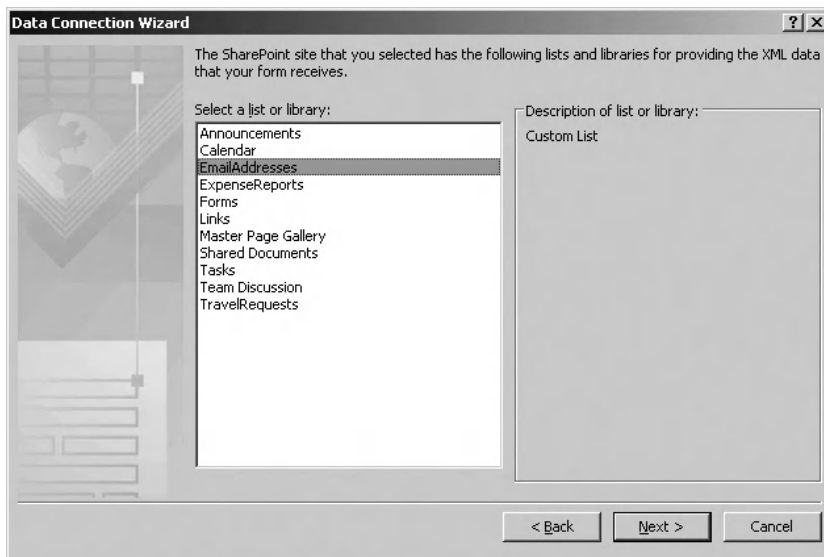 Data Connection Wizard
The SharePoint site that you selected has the following lists and libraries for providing the XML data
that your form receives.
Select a list or library:
Announcements
Calendar
EmailAddresses
ExpenseReports
Forms
Links
Master Page Gallery
Shared Documents
Tasks
Team Discussion
TravelRequests
Description of list or library:
Custom List
< Back
Next >
Cancel